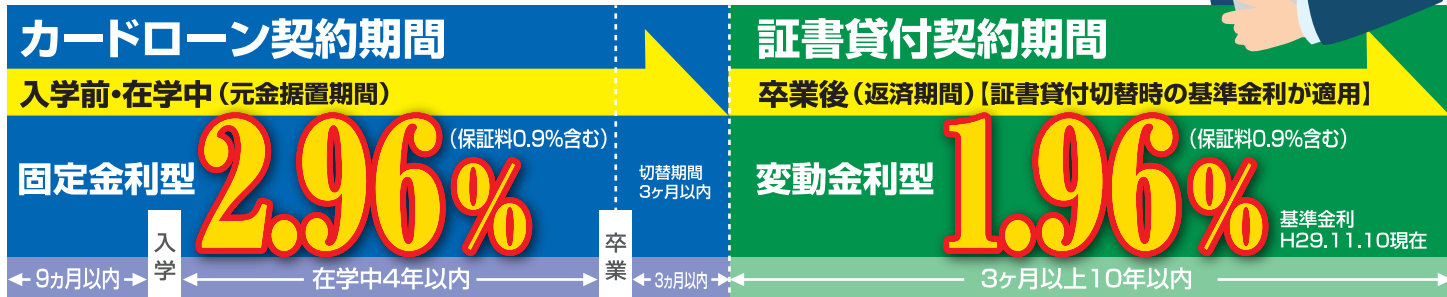 カードローン契約期間
入学前・在学中（元金据置期間）
固定金利型 2.96%
（保証料0.9%含む）
切替期間
3ヶ月以内
入学
卒業
9ヵ月以内
在学中4年以内
3ヵ月以内
証書貸付契約期間
卒業後（返済期間）【証書貸付切替時の基準金利が適用】
変動金利型 1.96%
（保証料0.9%含む）
基準金利
H29.11.10現在
3ヶ月以上10年以内